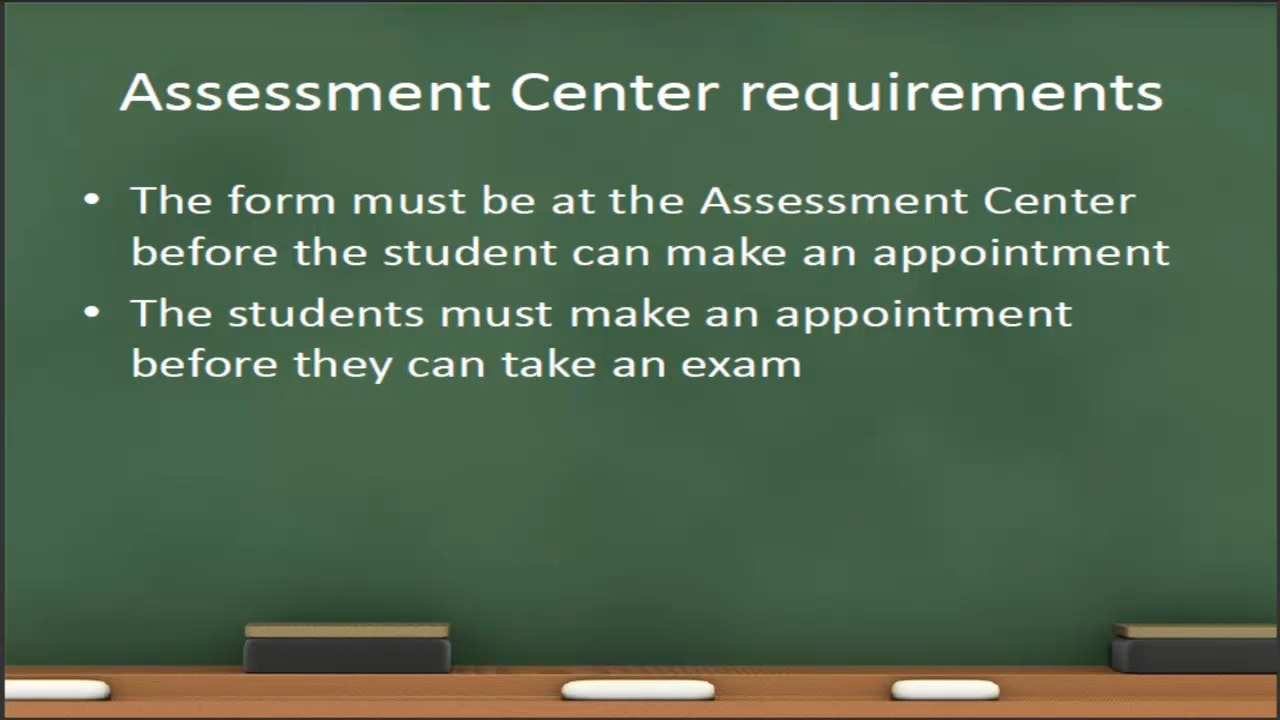 Assessment Center requirements
• The form must be at the Assessment Center
before the student can make an appointment
• The students must make an appointment
before they can take an exam